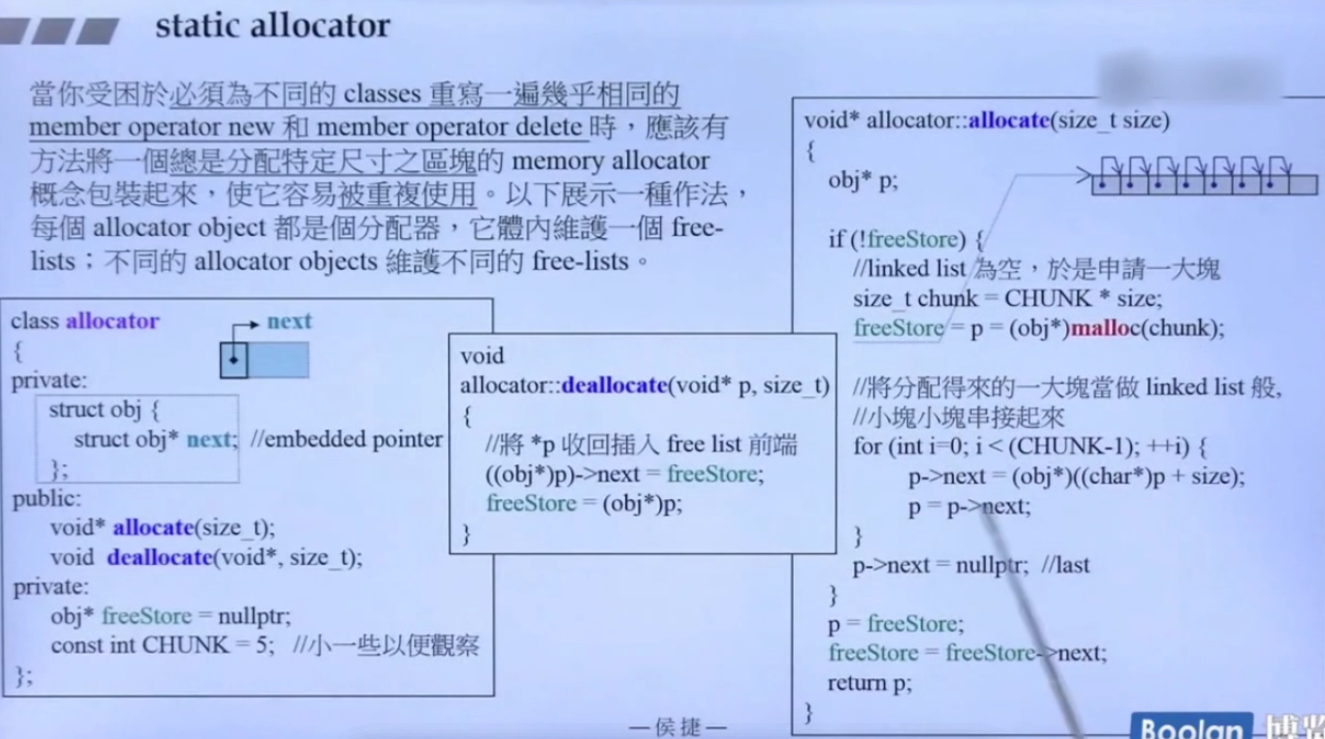 static allocator
當你受困於必須為不同的 classes 重寫一遍幾乎相同的
member operator new 和 member operator delete 時，應該有
方法將一個總是分配特定尺寸之區塊的 memory allocator
概念包裝起來，使它容易被重複使用。以下展示一種作法，
每個 allocator object 都是個分配器，它體內維護一個 free-
lists；不同的 allocator objects 維護不同的 free-lists。
class allocator
next
{
private:
struct obj {
struct obj* next; //embedded pointer
};
public:
void* allocate(size_t);
void deallocate(void*, size_t);
private:
obj* freeStore = nullptr;
const int CHUNK = 5; //小一些以便觀察
};
void
allocator::deallocate(void* p, size_t)
{
//將 *p 收回插入 free list 前端
((obj*)p)->next = freeStore;
freeStore = (obj*)p;
}
void* allocator::allocate(size_t size)
{
obj* p;
if (!freeStore) {
//linked list 為空，於是申請一大塊
size_t chunk = CHUNK * size;
freeStore = p = (obj*)malloc(chunk);
//將分配得來的一大塊當做 linked list 般,
//小塊小塊串接起來
for (int i=0; i < (CHUNK-1); ++i) {
p->next = (obj*)((char*)p + size);
p = p->next;
}
p->next = nullptr; //last
}
p = freeStore;
freeStore = freeStore->next;
return p;
}
—侯捷—
Boolan 博